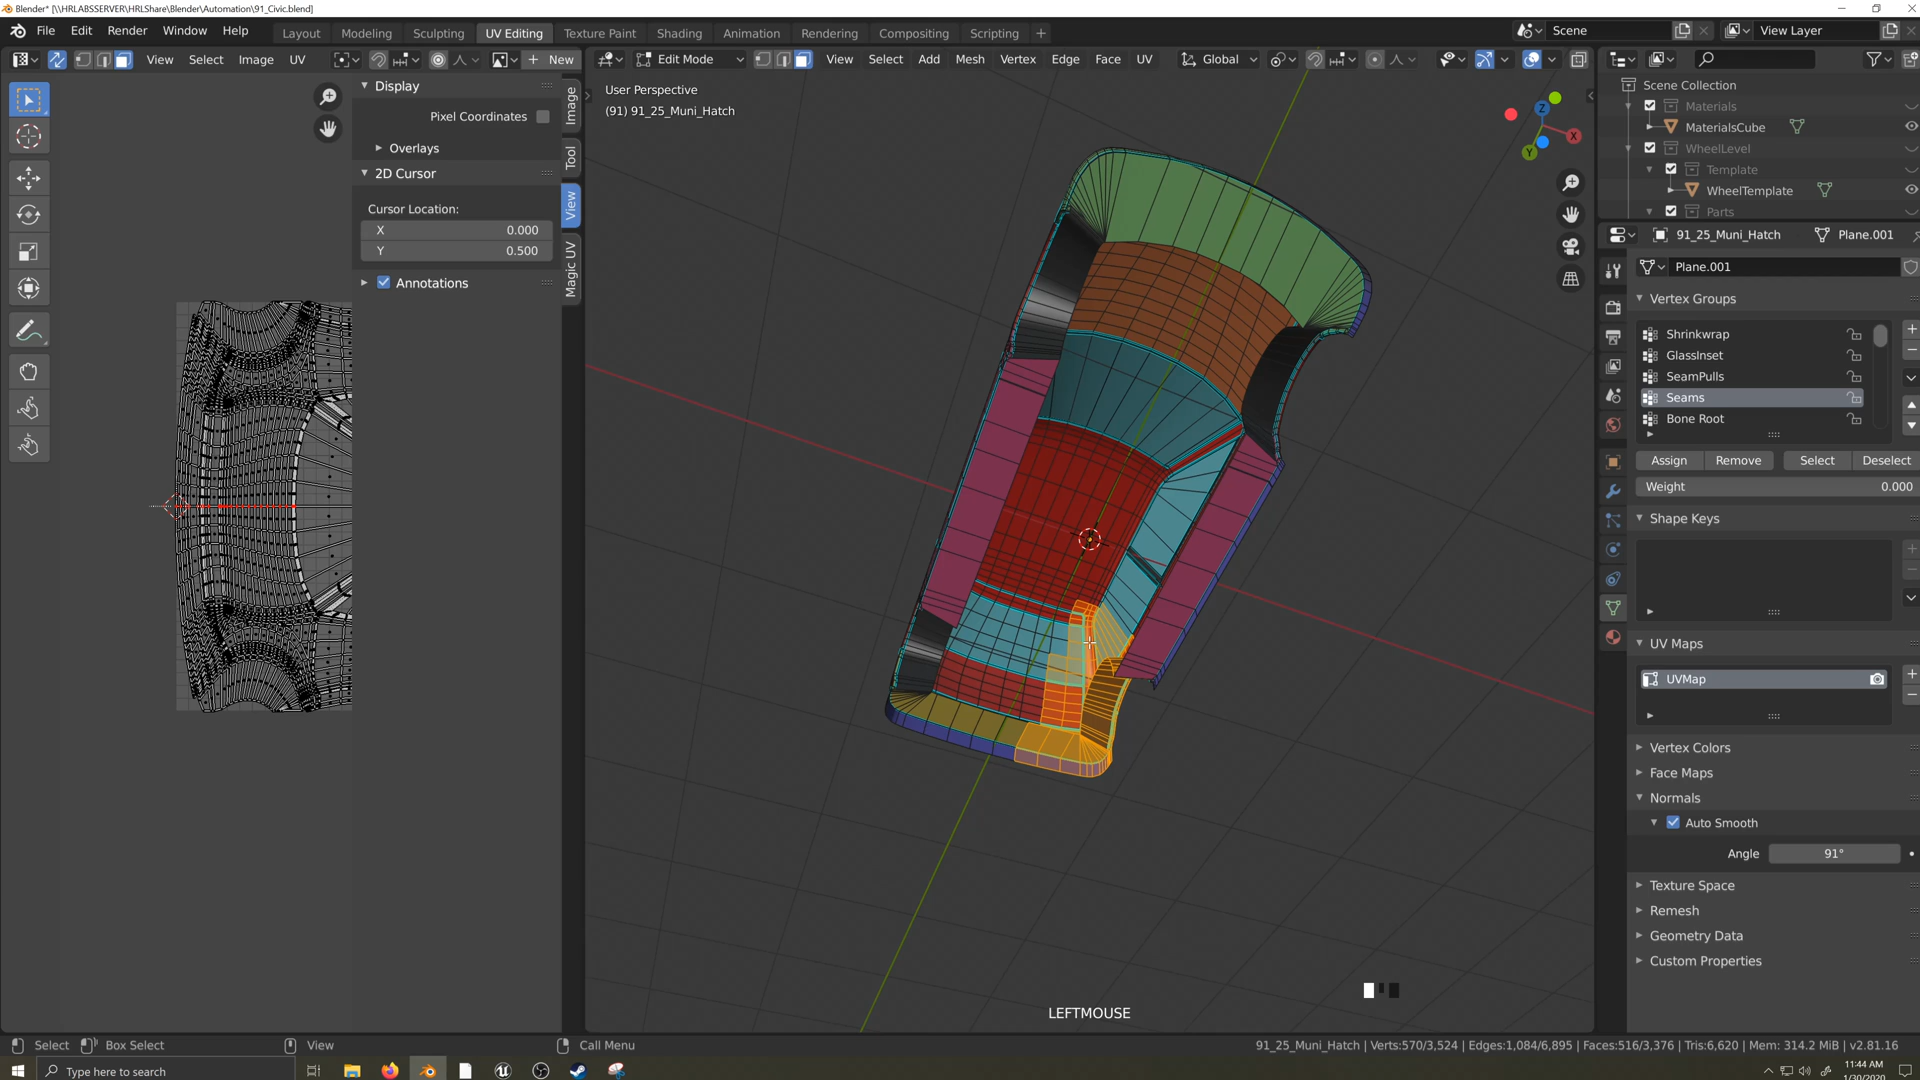 Blender* [\\HRLABSSERVER\HRLShare\Blender\Automation\91_Civic.blend]
File Edit Render Window Help Layout Modeling Sculpting UV Editing Texture Paint Shading Animation Rendering Compositing Scripting + Scene View Layer
View Select Image UV + New Edit Mode View Select Add Mesh Vertex Edge Face UV Global
Display
Pixel Coordinates
Overlays
2D Cursor
Cursor Location:
X 0.000
Y 0.500
Annotations
Image
Tool
View
Magic UV
User Perspective
(91) 91_25_Muni_Hatch
Z
X
Y
LEFTMOUSE
Scene Collection
Materials
MaterialsCube
WheelLevel
Template
WheelTemplate
Parts
91_25_Muni_Hatch Plane.001
Plane.001
Vertex Groups
Shrinkwrap
GlassInset
SeamPulls
Seams
Bone Root
Assign Remove Select Deselect
Weight 0.000
Shape Keys
UV Maps
UVMap
Vertex Colors
Face Maps
Normals
Auto Smooth
Angle 91°
Texture Space
Remesh
Geometry Data
Custom Properties
Select Box Select View Call Menu 91_25_Muni_Hatch | Verts:570/3,524 | Edges:1,084/6,895 | Faces:516/3,376 | Tris:6,620 | Mem: 314.2 MiB | v2.81.16
Type here to search
11:44 AM
1/30/2020